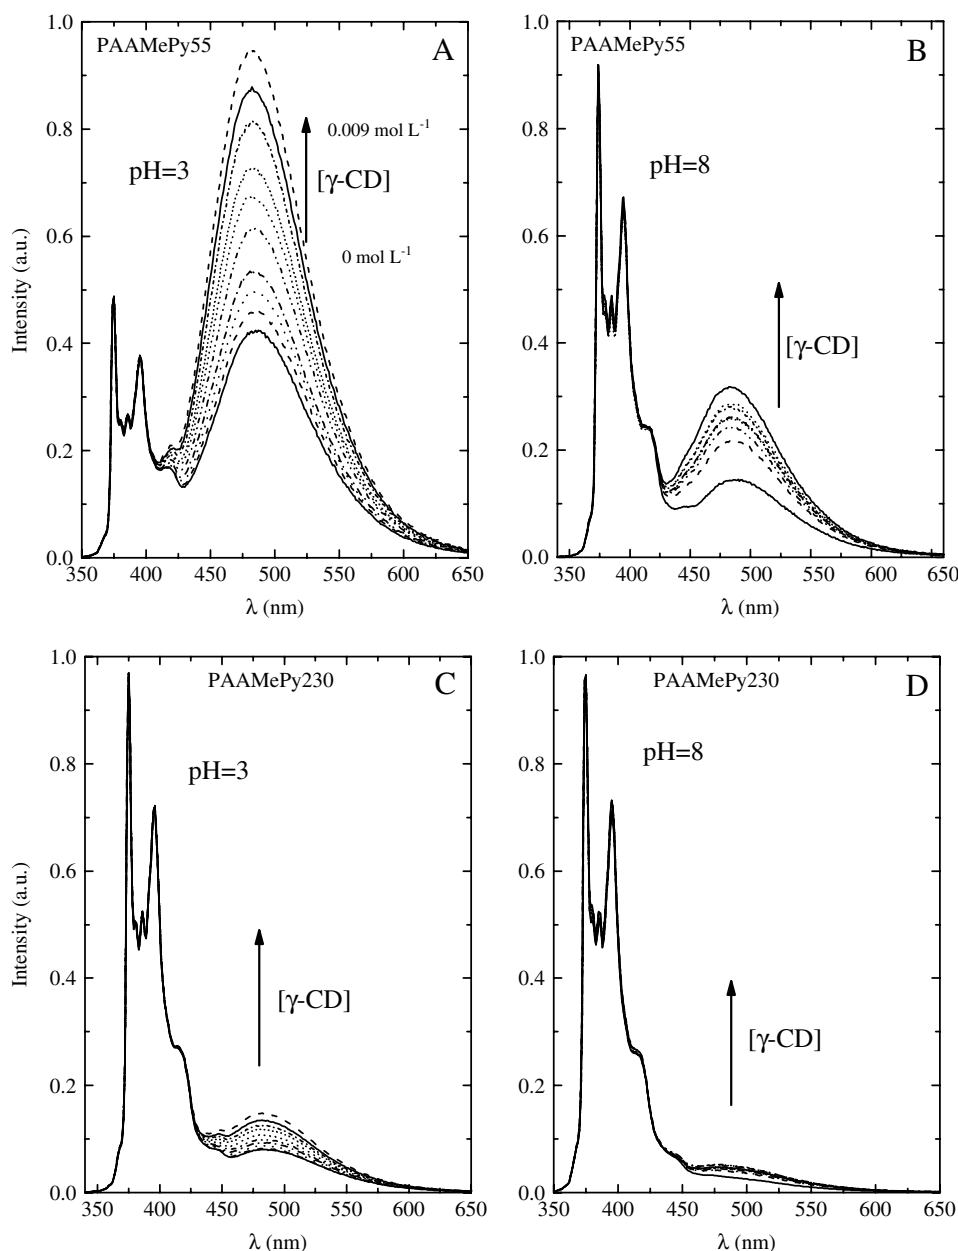 PAAMePy55
A
pH=3
0.009 mol L⁻¹
[γ-CD]
0 mol L⁻¹
Intensity (a.u.)
1.0
0.8
0.6
0.4
0.2
0.0
350 400 450 500 550 600 650
λ (nm)
PAAMePy55
B
pH=8
[γ-CD]
1.0
0.8
0.6
0.4
0.2
0.0
350 400 450 500 550 600 650
λ (nm)
PAAMePy230
C
pH=3
[γ-CD]
Intensity (a.u.)
1.0
0.8
0.6
0.4
0.2
0.0
350 400 450 500 550 600 650
λ (nm)
PAAMePy230
D
pH=8
[γ-CD]
1.0
0.8
0.6
0.4
0.2
0.0
350 400 450 500 550 600 650
λ (nm)